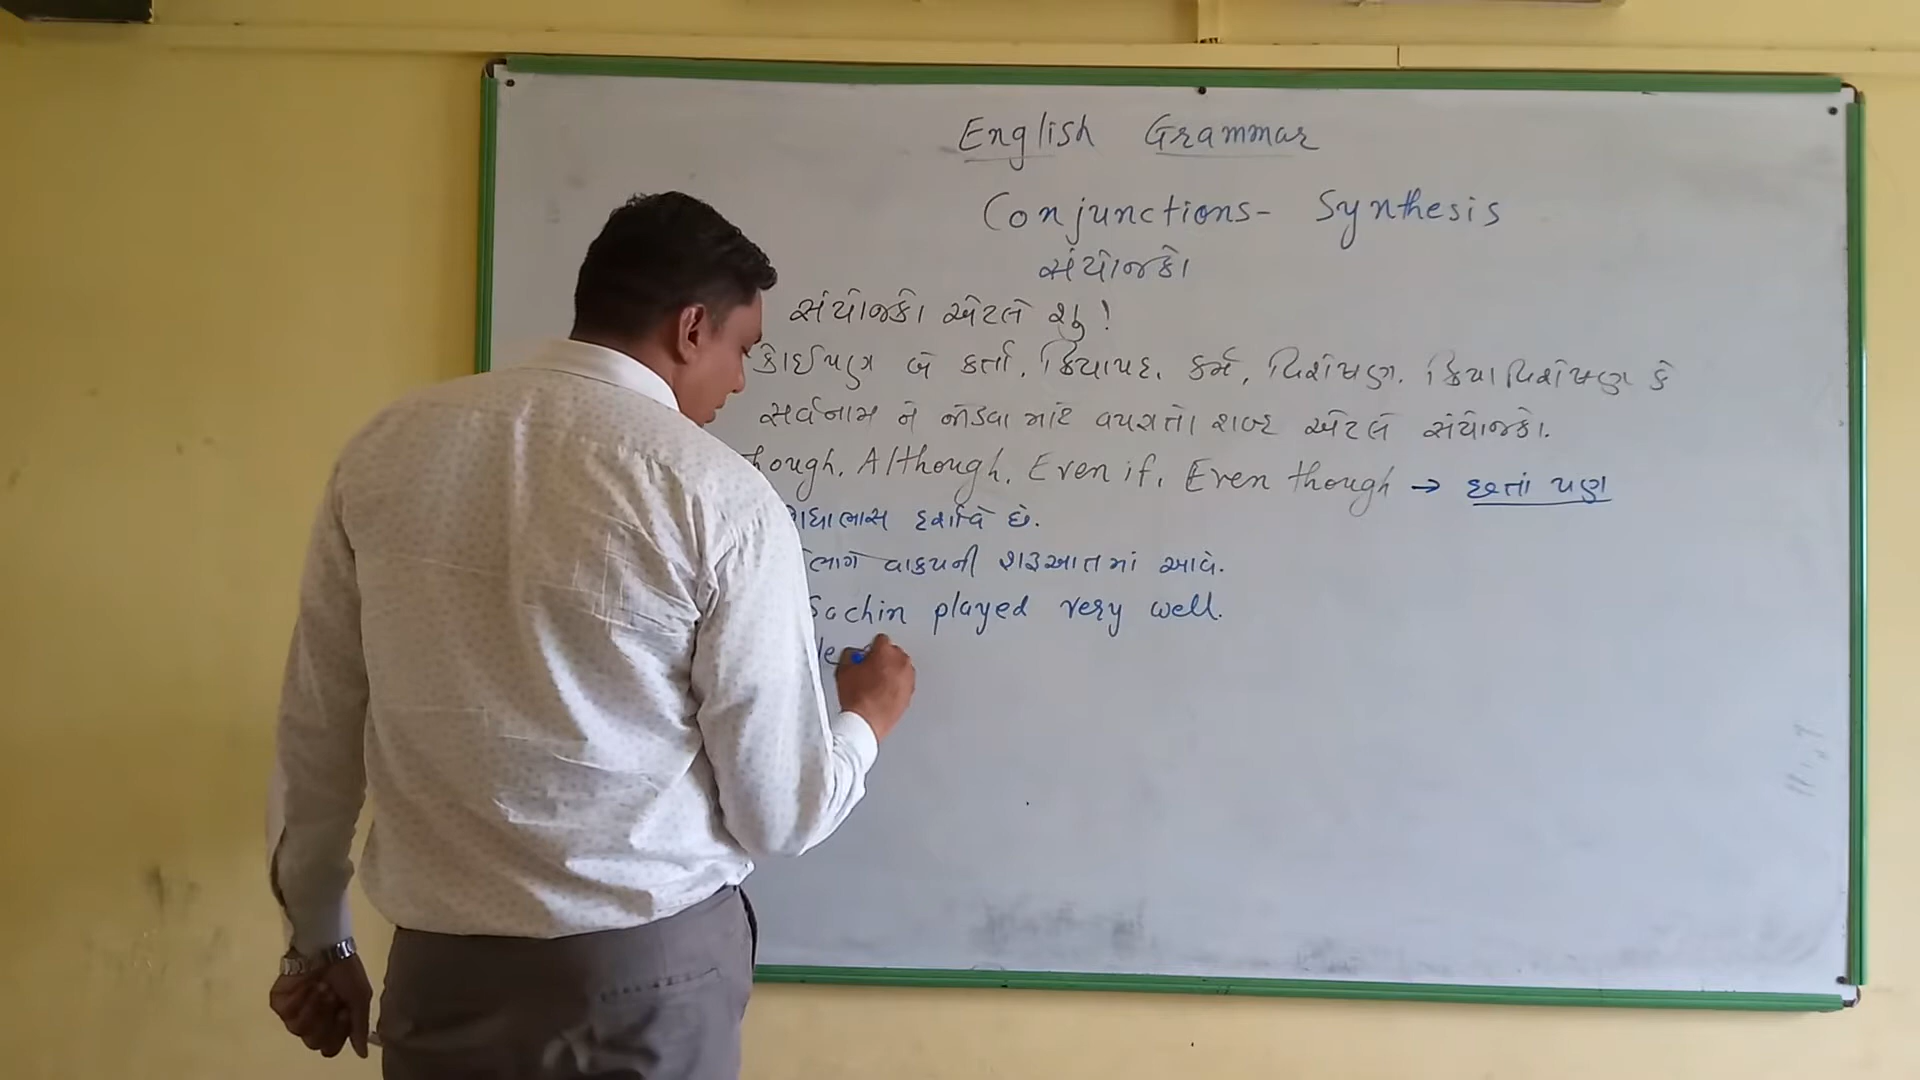 English Grammar
Conjunctions- Synthesis
સંયોજકો
સંયોજકો એટલે શુ !
કોઈપણ બે કર્તા, ક્રિયાપદ, કર્મ, વિશેષણ, ક્રિયાવિશેષણ કે
સર્વનામ ને જોડવા માટે વપરાતો શબ્દ એટલે સંયોજકો.
hough, Although, Even if, Even though → છતાં પણ
દર્શાવે છે.
વાક્યની શરૂઆતમાં આવે.
Sachin played very well.